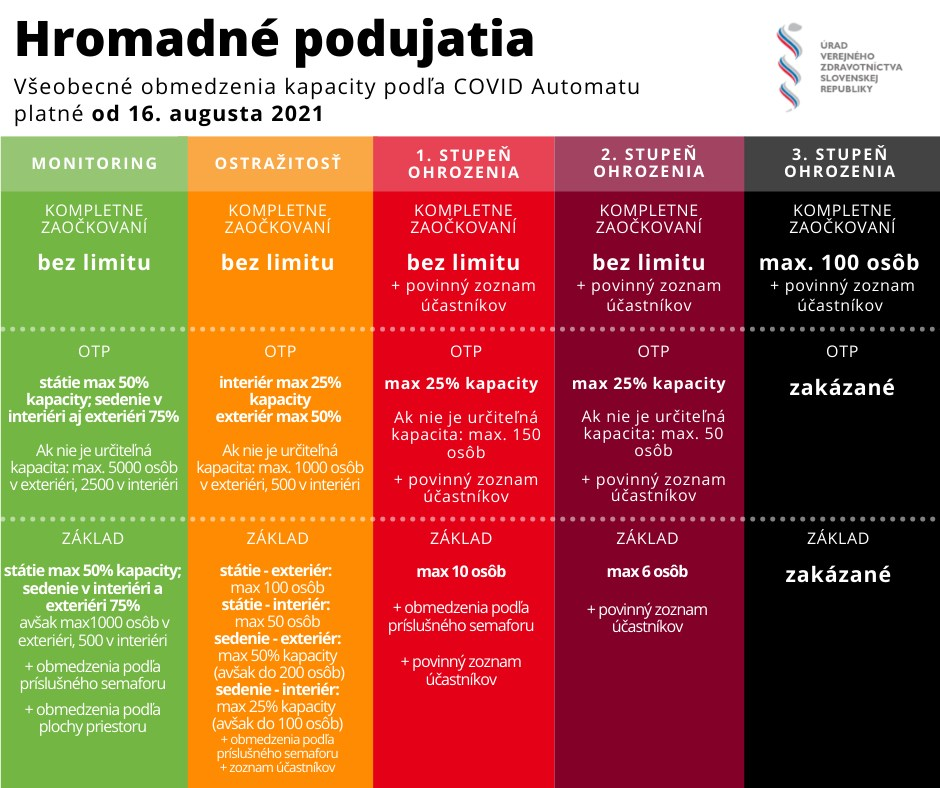 Hromadné podujatia
Všeobecné obmedzenia kapacity podľa COVID Automatu
platné od 16. augusta 2021
ÚRAD
VEREJNÉHO
ZDRAVOTNÍCTVA
SLOVENSKEJ
REPUBLIKY
MONITORING
KOMPLETNE
ZAOČKOVANÍ
bez limitu
OTP
státie max 50%
kapacity; sedenie v
interiéri aj exteriéri 75%
Ak nie je určiteľná
kapacita: max. 5000 osôb
v exteriéri, 2500 v interiéri
ZÁKLAD
státie max 50% kapacity;
sedenie v interiéri a
exteriéri 75%
avšak max1000 osôb v
exteriéri, 500 v interiéri
+ obmedzenia podľa
príslušného semaforu
+ obmedzenia podľa
plochy priestoru
OSTRAŽITOSŤ
KOMPLETNE
ZAOČKOVANÍ
bez limitu
OTP
interiér max 25%
kapacity
exteriér max 50%
Ak nie je určiteľná
kapacita: max. 1000 osôb
v exteriéri, 500 v interiéri
ZÁKLAD
státie - exteriér:
max 100 osôb
státie - interiér:
max 50 osôb
sedenie - exteriér:
max 50% kapacity
(avšak do 200 osôb)
sedenie - interiér:
max 25% kapacity
(avšak do 100 osôb)
+ obmedzenia podľa
príslušného semaforu
+ zoznam účastníkov
1. STUPEŇ
OHROZENIA
KOMPLETNE
ZAOČKOVANÍ
bez limitu
+ povinný zoznam
účastníkov
OTP
max 25% kapacity
Ak nie je určiteľná
kapacita: max. 150
osôb
+ povinný zoznam
účastníkov
ZÁKLAD
max 10 osôb
+ obmedzenia podľa
príslušného semaforu
+ povinný zoznam
účastníkov
2. STUPEŇ
OHROZENIA
KOMPLETNE
ZAOČKOVANÍ
bez limitu
+ povinný zoznam
účastníkov
OTP
max 25% kapacity
Ak nie je určiteľná
kapacita: max. 50
osôb
+ povinný zoznam
účastníkov
ZÁKLAD
max 6 osôb
+ povinný zoznam
účastníkov
3. STUPEŇ
OHROZENIA
KOMPLETNE
ZAOČKOVANÍ
max. 100 osôb
+ povinný zoznam
účastníkov
OTP
zakázané
ZÁKLAD
zakázané